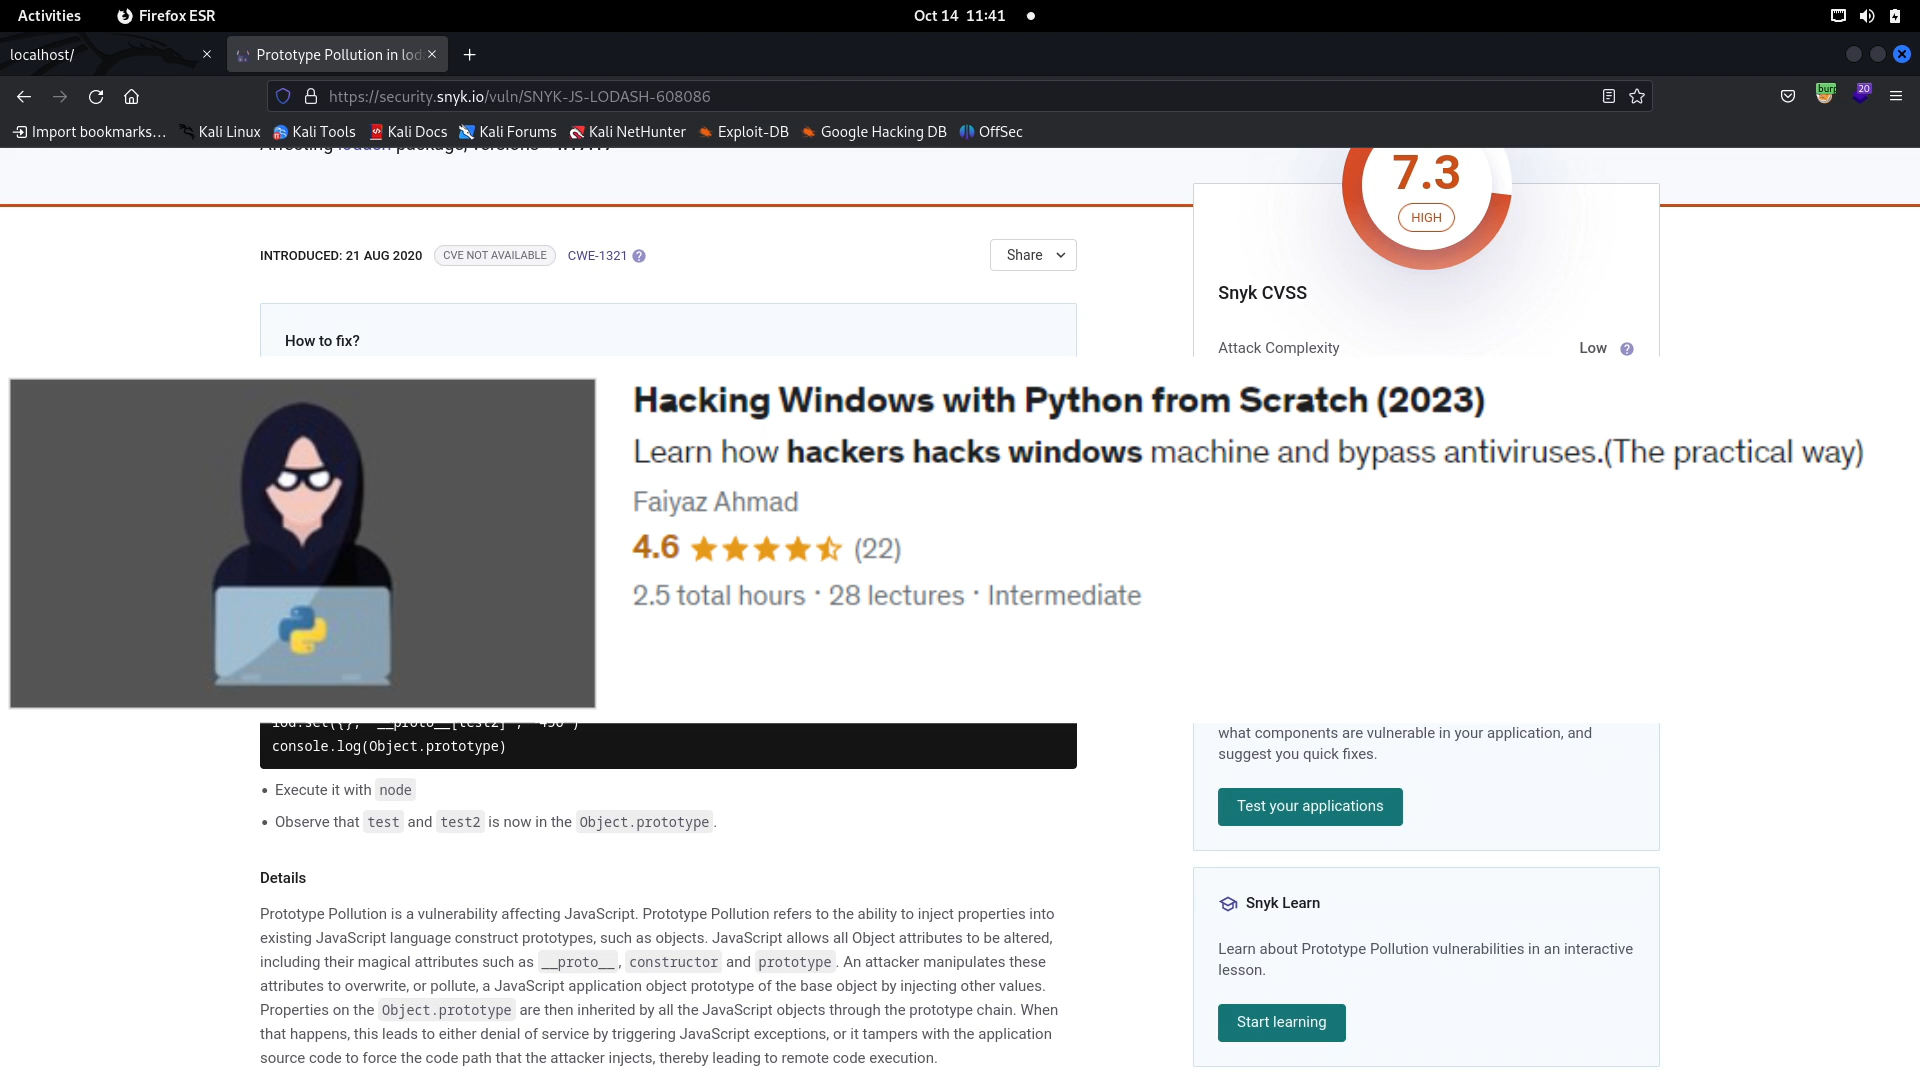 Activities
Firefox ESR
Oct 14 11:41
localhost/
Prototype Pollution in lod
https://security.snyk.io/vuln/SNYK-JS-LODASH-608086
burp
20
Import bookmarks...
Kali Linux
Kali Tools
Kali Docs
Kali Forums
Kali NetHunter
Exploit-DB
Google Hacking DB
OffSec
Affecting lodash package, versions
7.3
HIGH
INTRODUCED: 21 AUG 2020
CVE NOT AVAILABLE
CWE-1321
?
Share
Snyk CVSS
How to fix?
Attack Complexity
Low
?
Hacking Windows with Python from Scratch (2023)
Learn how hackers hacks windows machine and bypass antiviruses.(The practical way)
Faiyaz Ahmad
4.6
(22)
2.5 total hours · 28 lectures · Intermediate
lod.set({}, "__proto__[test2]", "456")
console.log(Object.prototype)
• Execute it with node
• Observe that test and test2 is now in the Object.prototype.
what components are vulnerable in your application, and
suggest you quick fixes.
Test your applications
Details
Prototype Pollution is a vulnerability affecting JavaScript. Prototype Pollution refers to the ability to inject properties into
existing JavaScript language construct prototypes, such as objects. JavaScript allows all Object attributes to be altered,
including their magical attributes such as __proto__, constructor and prototype. An attacker manipulates these
attributes to overwrite, or pollute, a JavaScript application object prototype of the base object by injecting other values.
Properties on the Object.prototype are then inherited by all the JavaScript objects through the prototype chain. When
that happens, this leads to either denial of service by triggering JavaScript exceptions, or it tampers with the application
source code to force the code path that the attacker injects, thereby leading to remote code execution.
Snyk Learn
Learn about Prototype Pollution vulnerabilities in an interactive
lesson.
Start learning